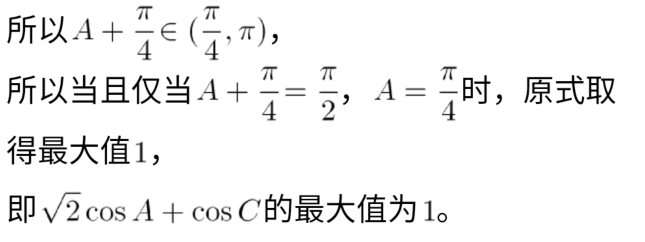 所以A + π/4 ∈ (π/4, π)，
所以当且仅当A + π/4 = π/2，A = π/4时，原式取
得最大值1，
即√2 cos A + cos C的最大值为1。